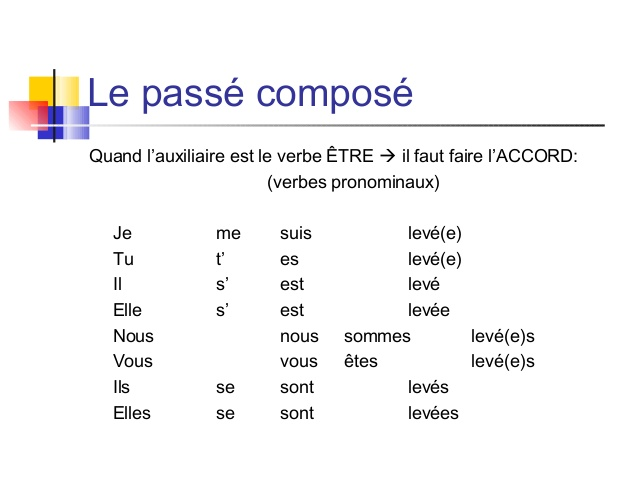 Le passé composé
Quand l’auxiliaire est le verbe ÊTRE → il faut faire l’ACCORD:
(verbes pronominaux)
Je me suis levé(e)
Tu t’ es levé(e)
Il s’ est levé
Elle s’ est levée
Nous nous sommes levé(e)s
Vous vous êtes levé(e)s
Ils se sont levés
Elles se sont levées